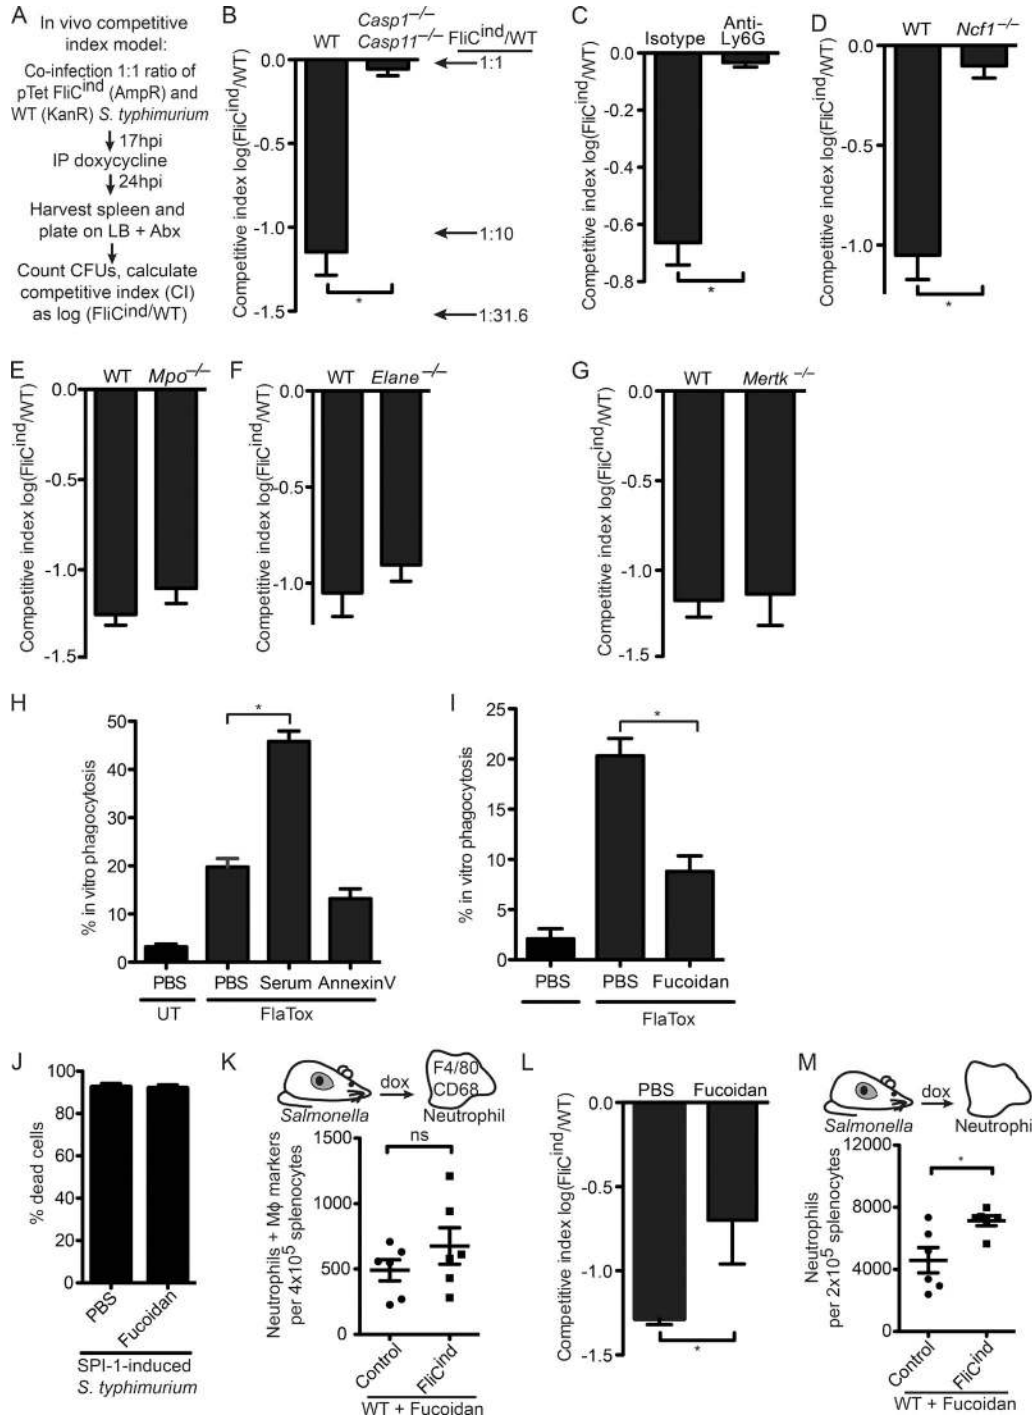 A
In vivo competitive
index model:
Co-infection 1:1 ratio of
pTet FliC^ind (AmpR) and
WT (KanR) S. typhimurium
17hpi
IP doxycycline
24hpi
Harvest spleen and
plate on LB + Abx
Count CFUs, calculate
competitive index (CI)
as log (FliC^ind/WT)
B
Casp1–/–
WT Casp11–/– FliC^ind/WT
Competitive index log(FliC^ind/WT)
0.0
-0.5
-1.0
-1.5
1:1
1:10
1:31.6
*
C
Isotype Anti-
Ly6G
Competitive index log(FliC^ind/WT)
0.0
-0.2
-0.4
-0.6
-0.8
*
D
WT Ncf1–/–
Competitive index log(FliC^ind/WT)
0.0
-0.5
-1.0
*
E
WT Mpo–/–
Competitive index log(FliC^ind/WT)
0.0
-0.5
-1.0
-1.5
F
WT Elane–/–
Competitive index log(FliC^ind/WT)
0.0
-0.5
-1.0
G
WT Mertk –/–
Competitive index log(FliC^ind/WT)
0.0
-0.5
-1.0
-1.5
H
% in vitro phagocytosis
50
40
30
20
10
0
*
PBS PBS Serum AnnexinV
UT FlaTox
I
% in vitro phagocytosis
25
20
15
10
5
0
*
PBS PBS Fucoidan
FlaTox
J
% dead cells
100
80
60
40
20
0
PBS
Fucoidan
SPI-1-induced
S. typhimurium
K
Salmonella
dox
F4/80
CD68
Neutrophil
Neutrophils + Mϕ markers
per 4x10^5 splenocytes
1500
1000
500
0
ns
Control
FliC^ind
WT + Fucoidan
L
PBS Fucoidan
Competitive index log(FliC^ind/WT)
0.0
-0.5
-1.0
-1.5
*
M
Salmonella
dox
Neutrophi
Neutrophils
per 2x10^5 splenocytes
12000
8000
4000
0
*
Control
FliC^ind
WT + Fucoidan